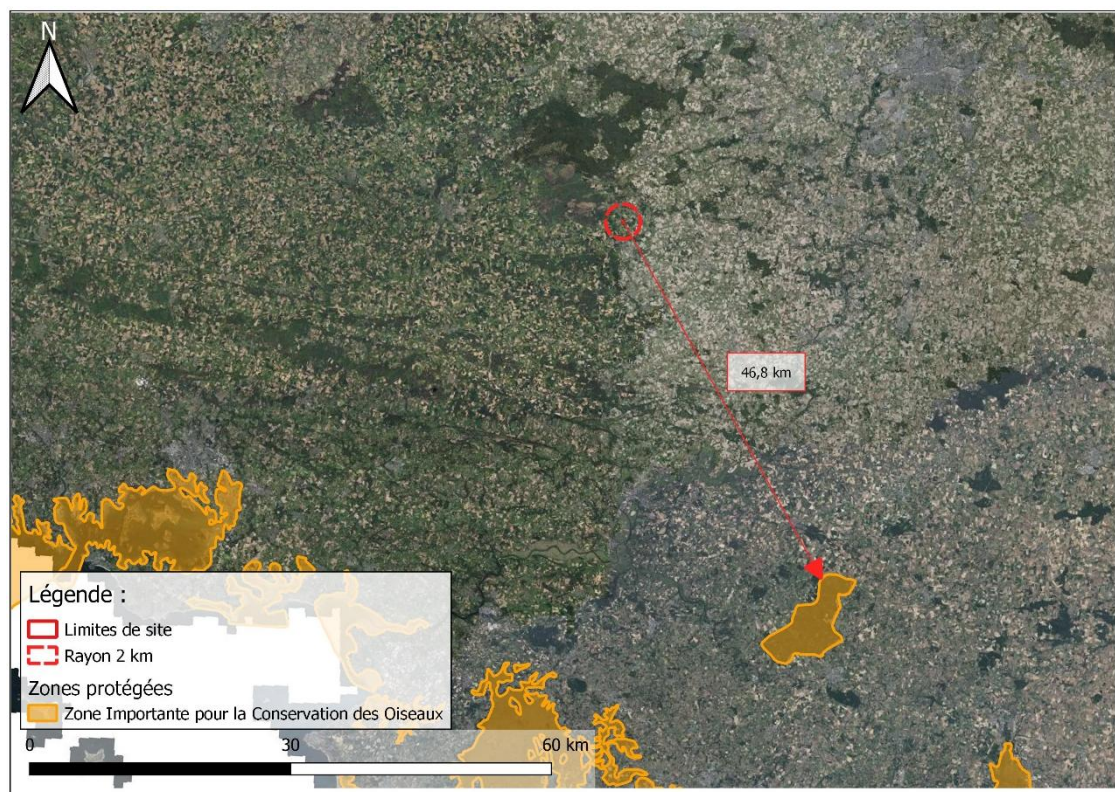 N
46,8 km
Légende :
Limites de site
Rayon 2 km
Zones protégées
Zone Importante pour la Conservation des Oiseaux
0 30 60 km